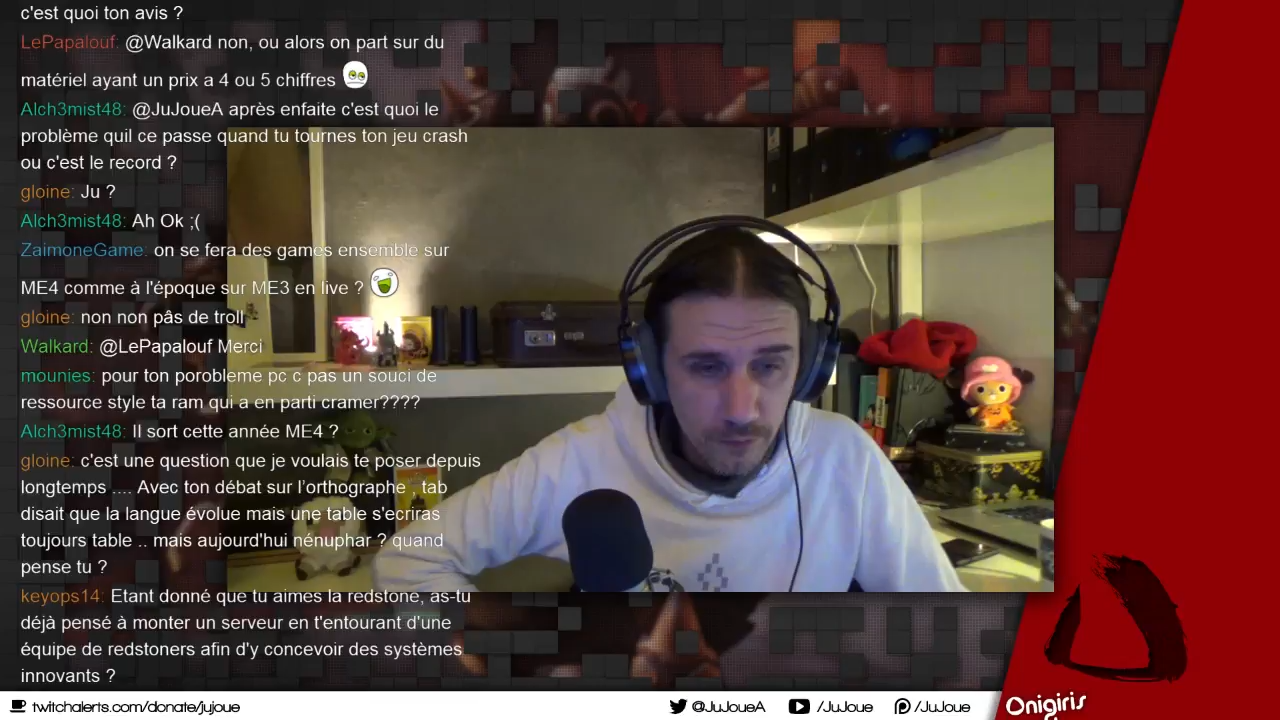 c'est quoi ton avis ?
LePapalouf: @Walkard non, ou alors on part sur du
matériel ayant un prix a 4 ou 5 chiffres
Alch3mist48: @JuJoueA après enfaite c'est quoi le
problème quil ce passe quand tu tournes ton jeu crash
ou c'est le record ?
gloine: Ju ?
Alch3mist48: Ah Ok ;(
ZaimoneGame: on se fera des games ensemble sur
ME4 comme à l'époque sur ME3 en live ?
gloine: non non pâs de troll
Walkard: @LePapalouf Merci
mounies: pour ton porobleme pc c pas un souci de
ressource style ta ram qui a en parti cramer????
Alch3mist48: Il sort cette année ME4 ?
gloine: c'est une question que je voulais te poser depuis
longtemps .... Avec ton débat sur l'orthographe , tab
disait que la langue évolue mais une table s'ecriras
toujours table .. mais aujourd'hui nénuphar ? quand
pense tu ?
keyops14: Etant donné que tu aimes la redstone, as-tu
déjà pensé à monter un serveur en t'entourant d'une
équipe de redstoners afin d'y concevoir des systèmes
innovants ?
twitchalerts.com/donate/jujoue
@JuJoueA
/JuJoue
/JuJoue
Onigiris